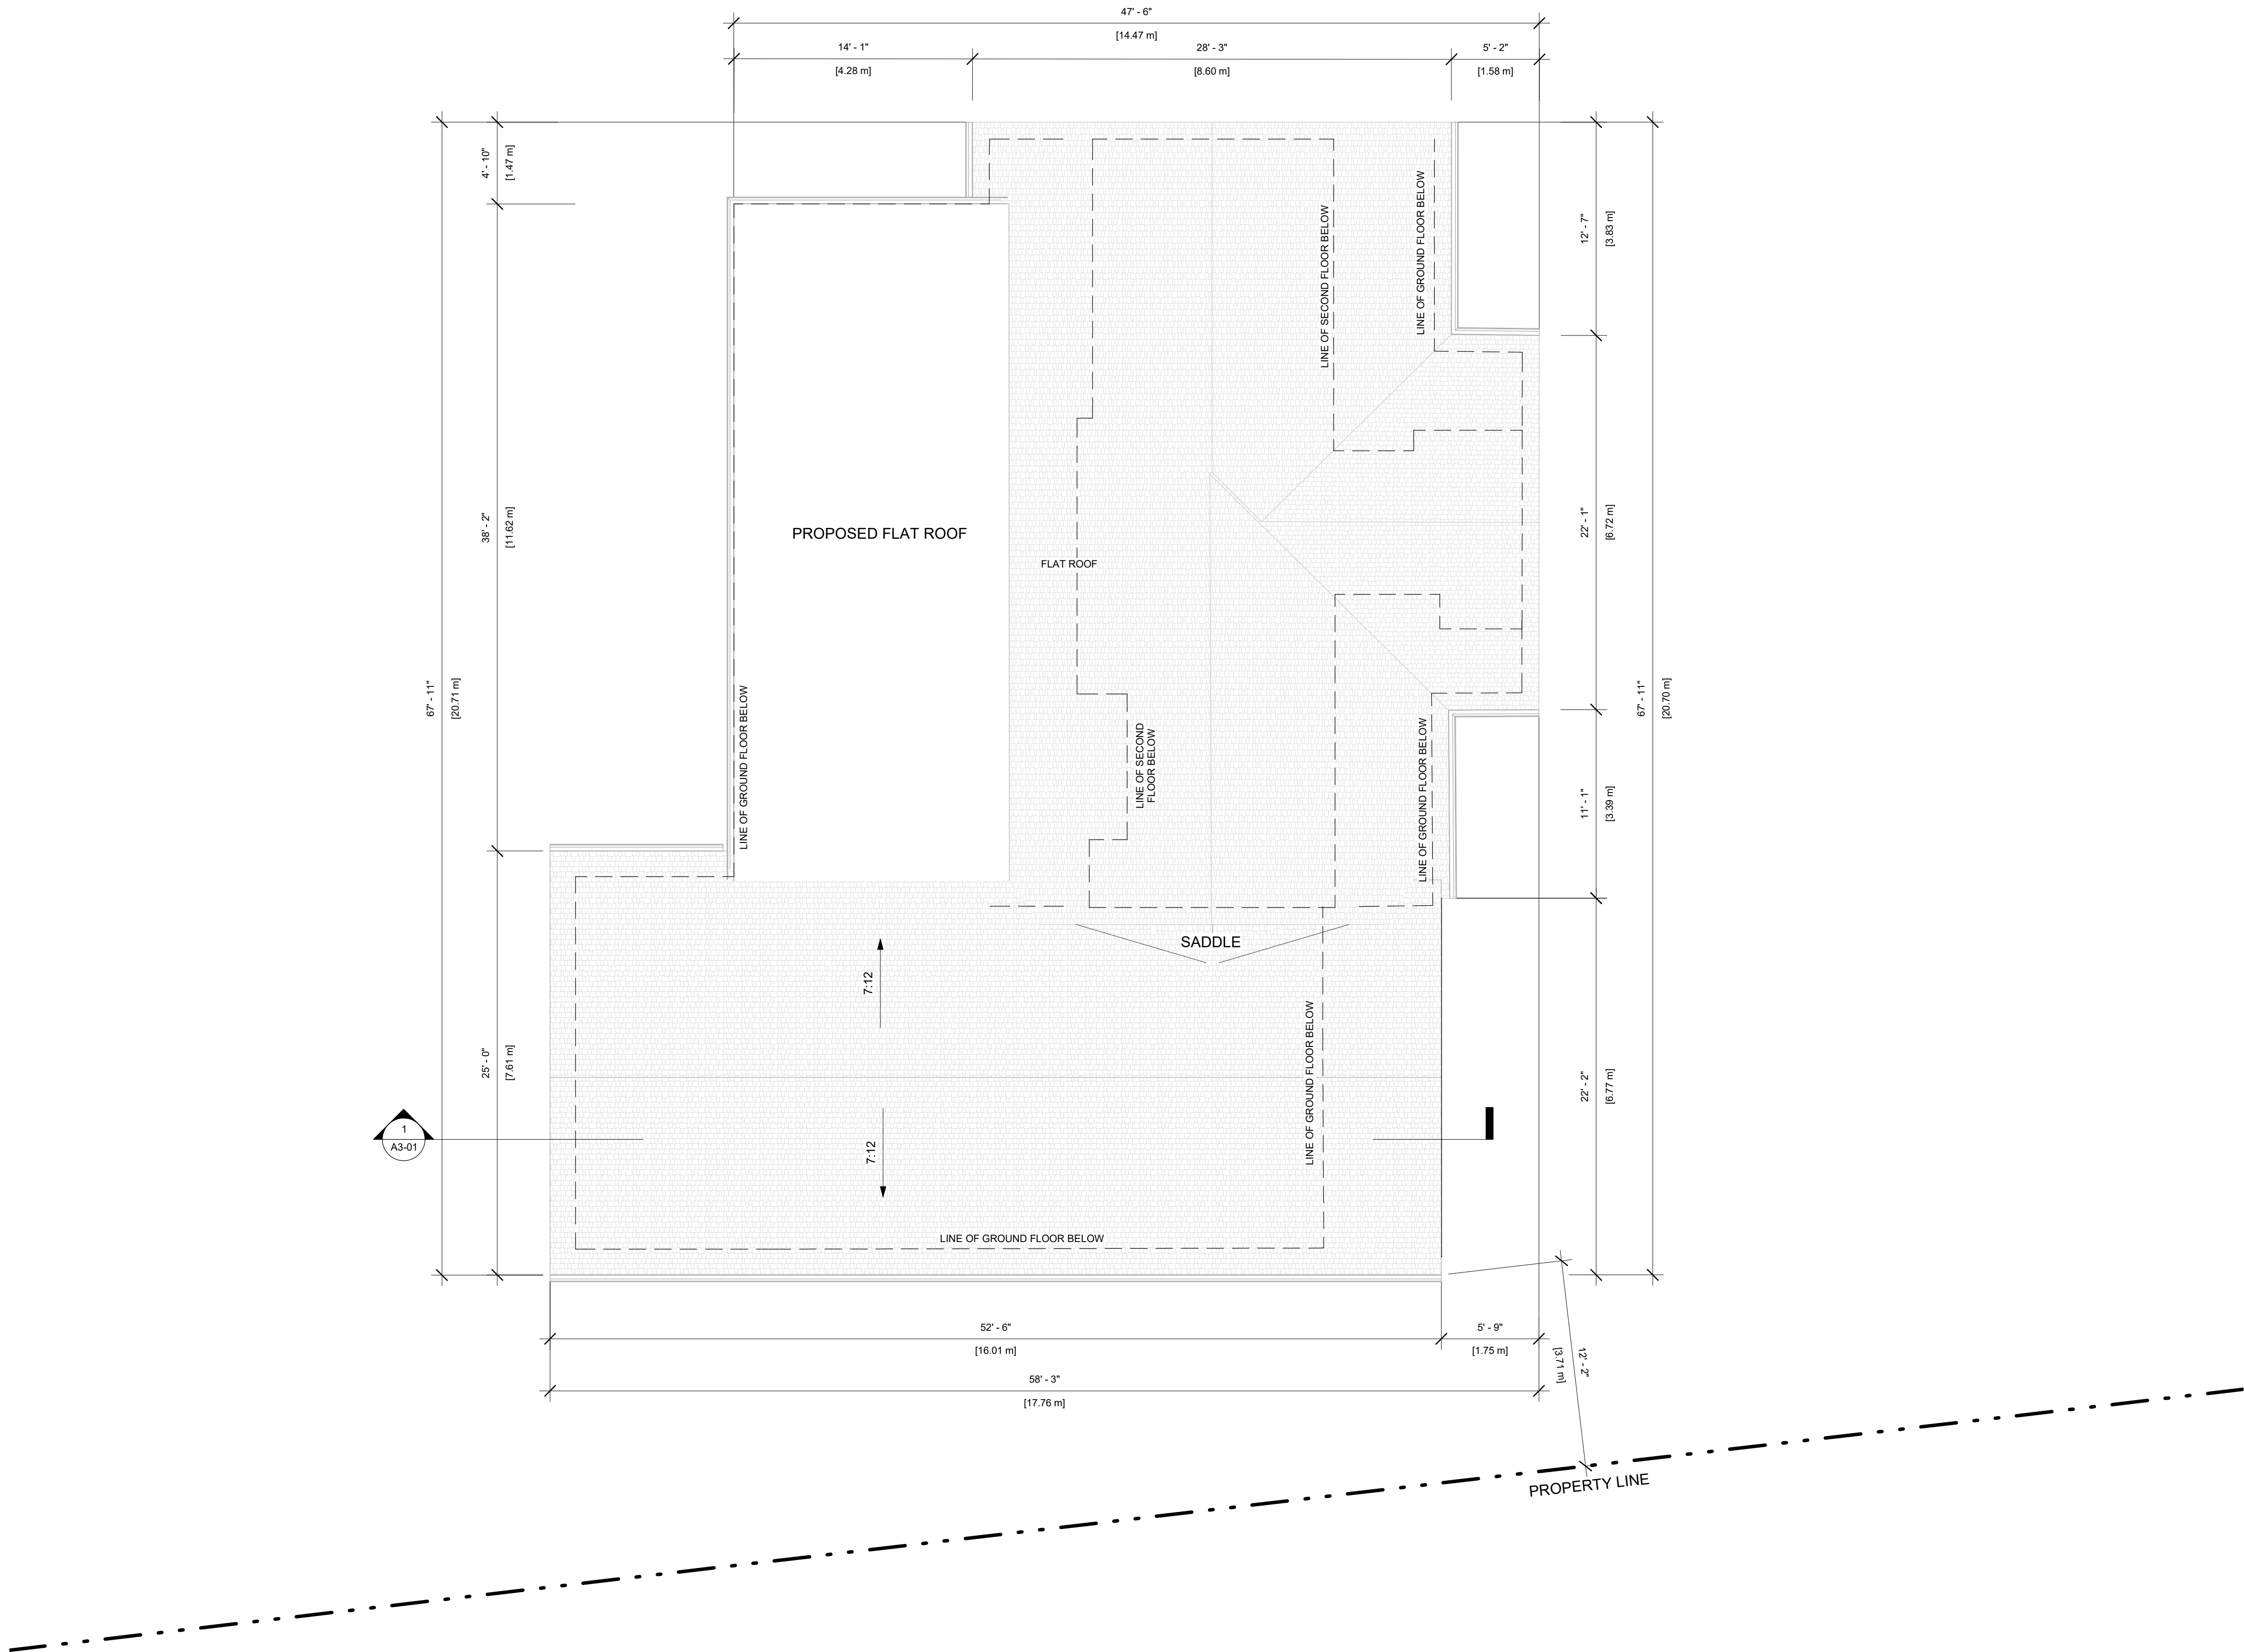 47' - 6"
[14.47 m]
14' - 1"
[4.28 m]
28' - 3"
[8.60 m]
5' - 2"
[1.58 m]
4' - 10"
[1.47 m]
38' - 2"
[11.62 m]
67' - 11"
[20.71 m]
25' - 0"
[7.61 m]
12' - 7"
[3.83 m]
22' - 1"
[6.72 m]
67' - 11"
[20.70 m]
11' - 1"
[3.39 m]
22' - 2"
[6.77 m]
LINE OF SECOND FLOOR BELOW
LINE OF GROUND FLOOR BELOW
PROPOSED FLAT ROOF
FLAT ROOF
LINE OF GROUND FLOOR BELOW
LINE OF SECOND
FLOOR BELOW
LINE OF GROUND FLOOR BELOW
SADDLE
7:12
7:12
LINE OF GROUND FLOOR BELOW
1
A3-01
LINE OF GROUND FLOOR BELOW
52' - 6"
[16.01 m]
5' - 9"
[1.75 m]
58' - 3"
[17.76 m]
12' - 2"
[3.71 m]
PROPERTY LINE